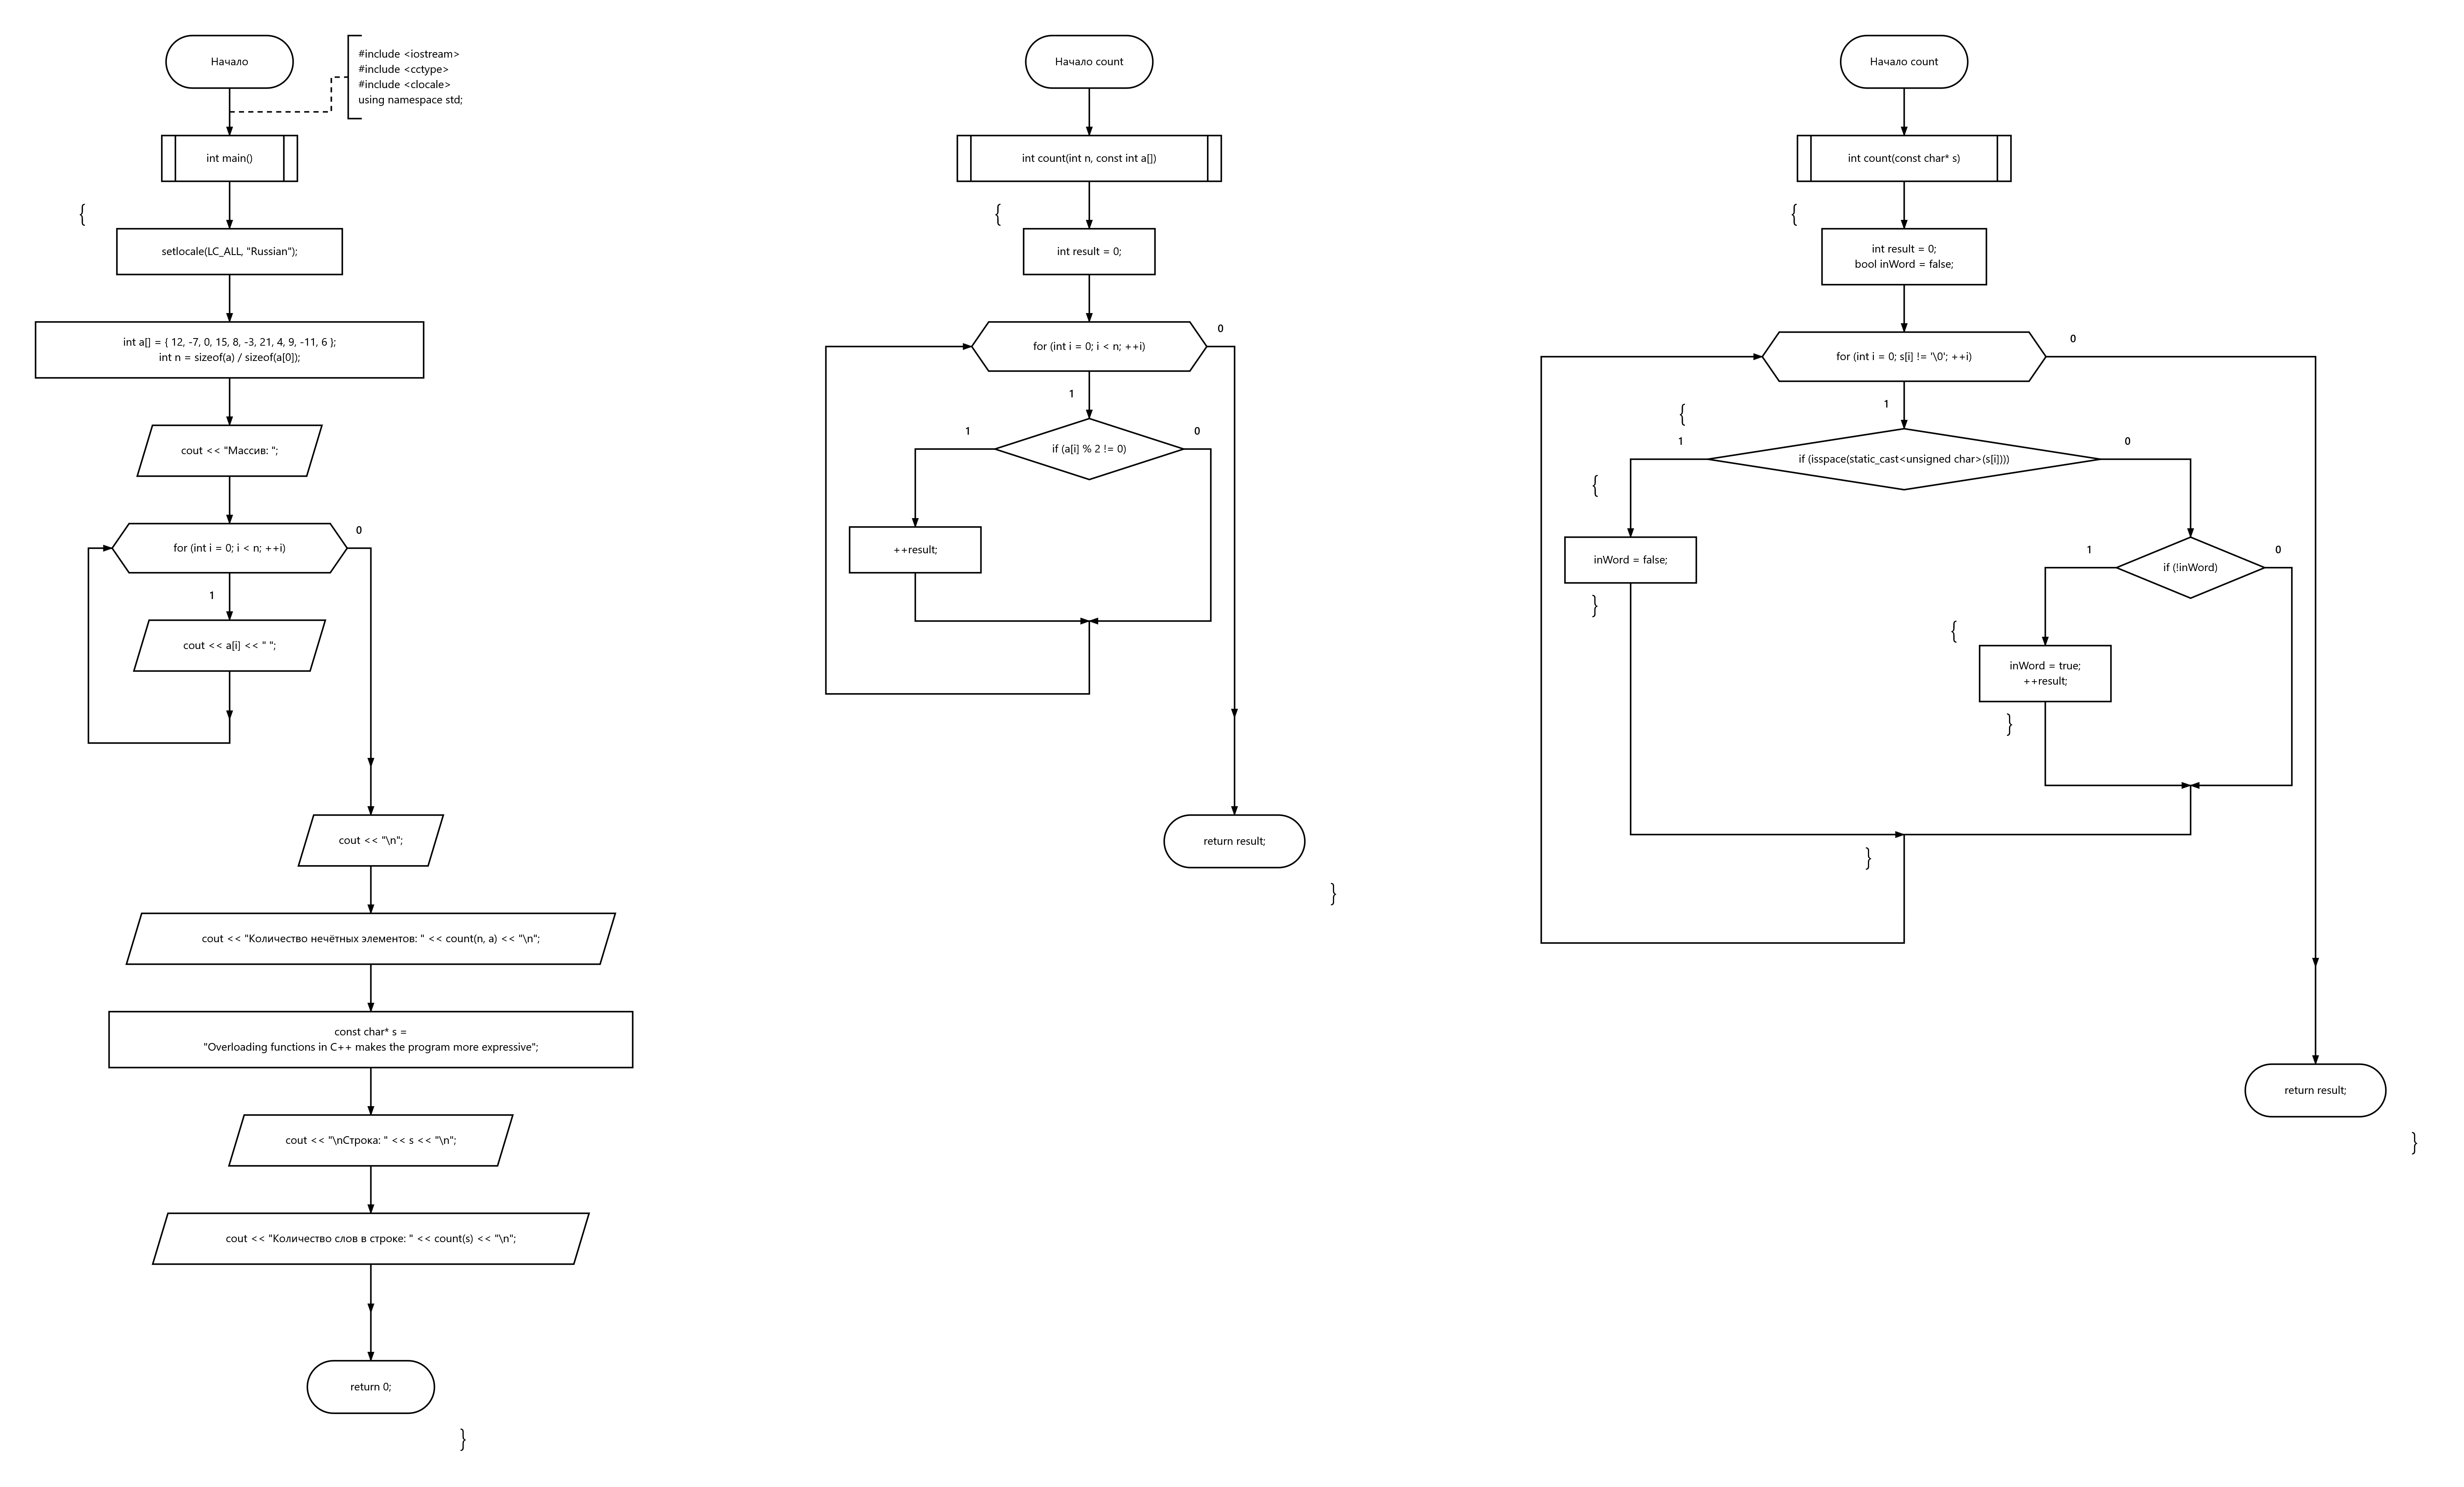 Начало
#include <iostream>
#include <cctype>
#include <clocale>
using namespace std;
int main()
{
setlocale(LC_ALL, "Russian");
int a[] = { 12, -7, 0, 15, 8, -3, 21, 4, 9, -11, 6 };
int n = sizeof(a) / sizeof(a[0]);
cout << "Массив: ";
for (int i = 0; i < n; ++i)
0
1
cout << a[i] << " ";
cout << "\n";
cout << "Количество нечётных элементов: " << count(n, a) << "\n";
const char* s =
"Overloading functions in C++ makes the program more expressive";
cout << "\nСтрока: " << s << "\n";
cout << "Количество слов в строке: " << count(s) << "\n";
return 0;
}
Начало count
int count(int n, const int a[])
{
int result = 0;
for (int i = 0; i < n; ++i)
0
1
1
if (a[i] % 2 != 0)
0
++result;
return result;
}
Начало count
int count(const char* s)
{
int result = 0;
bool inWord = false;
for (int i = 0; s[i] != '\0'; ++i)
0
1
{
1
if (isspace(static_cast<unsigned char>(s[i])))
0
{
inWord = false;
}
1
if (!inWord)
0
{
inWord = true;
++result;
}
}
return result;
}